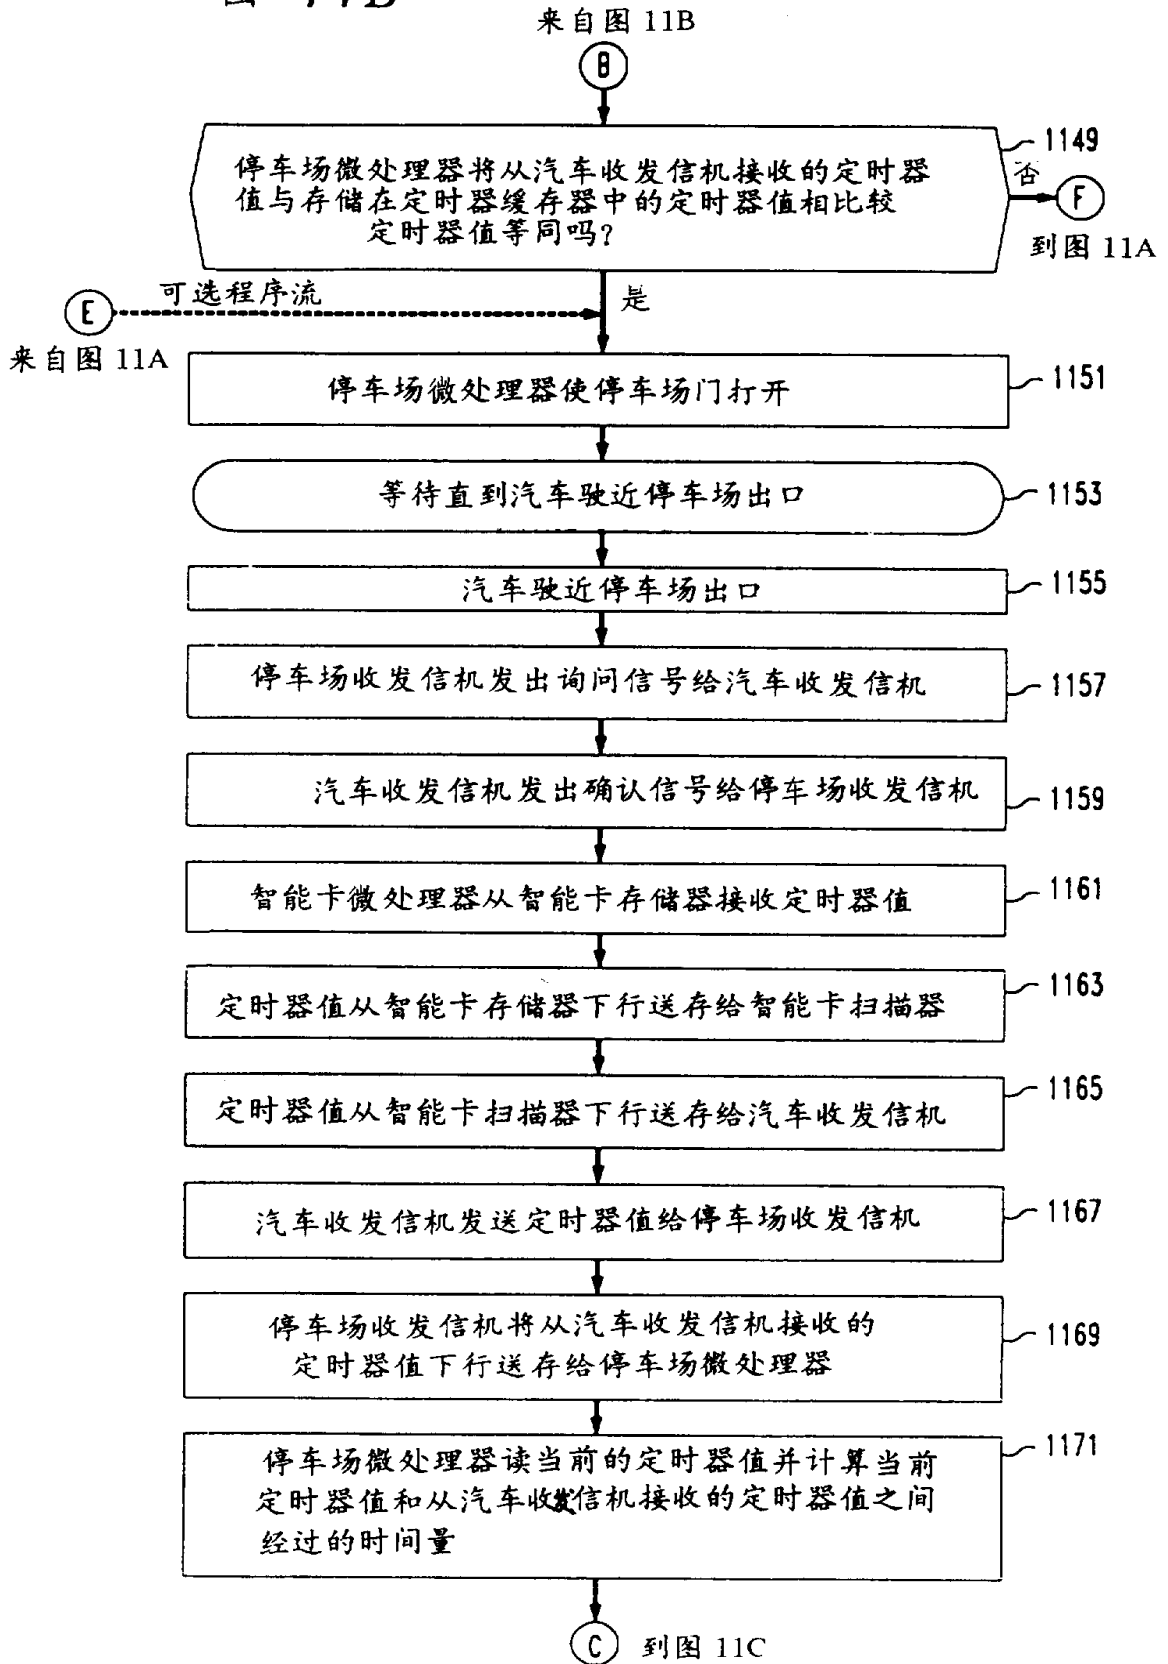 图 11B
来自图 11B
B
停车场微处理器将从汽车收发信机接收的定时器
值与存储在定时器缓存器中的定时器值相比较
定时器值等同吗?
1149
否
F
到图 11A
E
可选程序流
是
来自图 11A
停车场微处理器使停车场门打开
1151
等待直到汽车驶近停车场出口
1153
汽车驶近停车场出口
1155
停车场收发信机发出询问信号给汽车收发信机
1157
汽车收发信机发出确认信号给停车场收发信机
1159
智能卡微处理器从智能卡存储器接收定时器值
1161
定时器值从智能卡存储器下行送存给智能卡扫描器
1163
定时器值从智能卡扫描器下行送存给汽车收发信机
1165
汽车收发信机发送定时器值给停车场收发信机
1167
停车场收发信机将从汽车收发信机接收的
定时器值下行送存给停车场微处理器
1169
停车场微处理器读当前的定时器值并计算当前
定时器值和从汽车收发信机接收的定时器值之间
经过的时间量
1171
C
到图 11C